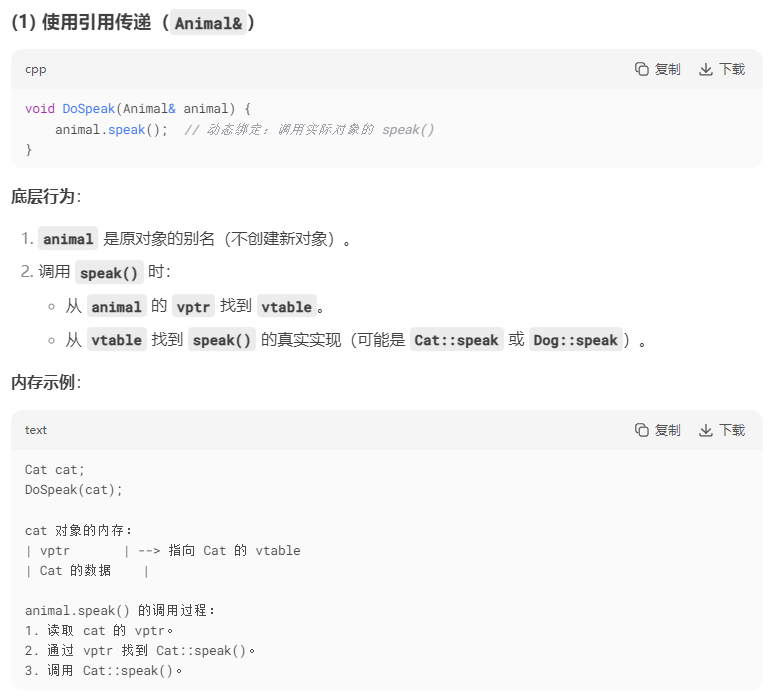 (1) 使用引用传递（Animal&）
cpp 复制 下载
void DoSpeak(Animal& animal) {
    animal.speak();  // 动态绑定：调用实际对象的 speak()
}
底层行为：
1. animal 是原对象的别名（不创建新对象）。
2. 调用 speak() 时：
○ 从 animal 的 vptr 找到 vtable。
○ 从 vtable 找到 speak() 的真实实现（可能是 Cat::speak 或 Dog::speak）。
内存示例：
text 复制 下载
Cat cat;
DoSpeak(cat);
cat 对象的内存：
| vptr       | --> 指向 Cat 的 vtable
| Cat 的数据    |
animal.speak() 的调用过程：
1. 读取 cat 的 vptr。
2. 通过 vptr 找到 Cat::speak()。
3. 调用 Cat::speak()。